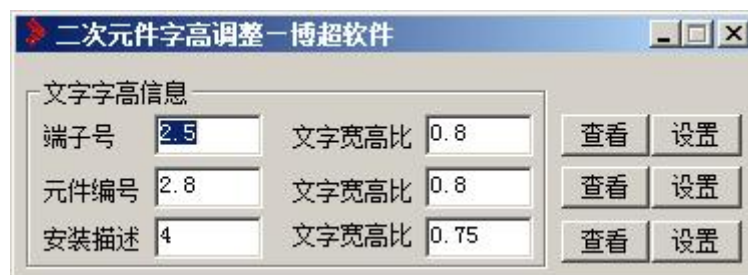 二次元件字高调整－博超软件
文字字高信息
端子号 2.5 文字宽高比 0.8 查看 设置
元件编号 2.8 文字宽高比 0.8 查看 设置
安装描述 4 文字宽高比 0.75 查看 设置